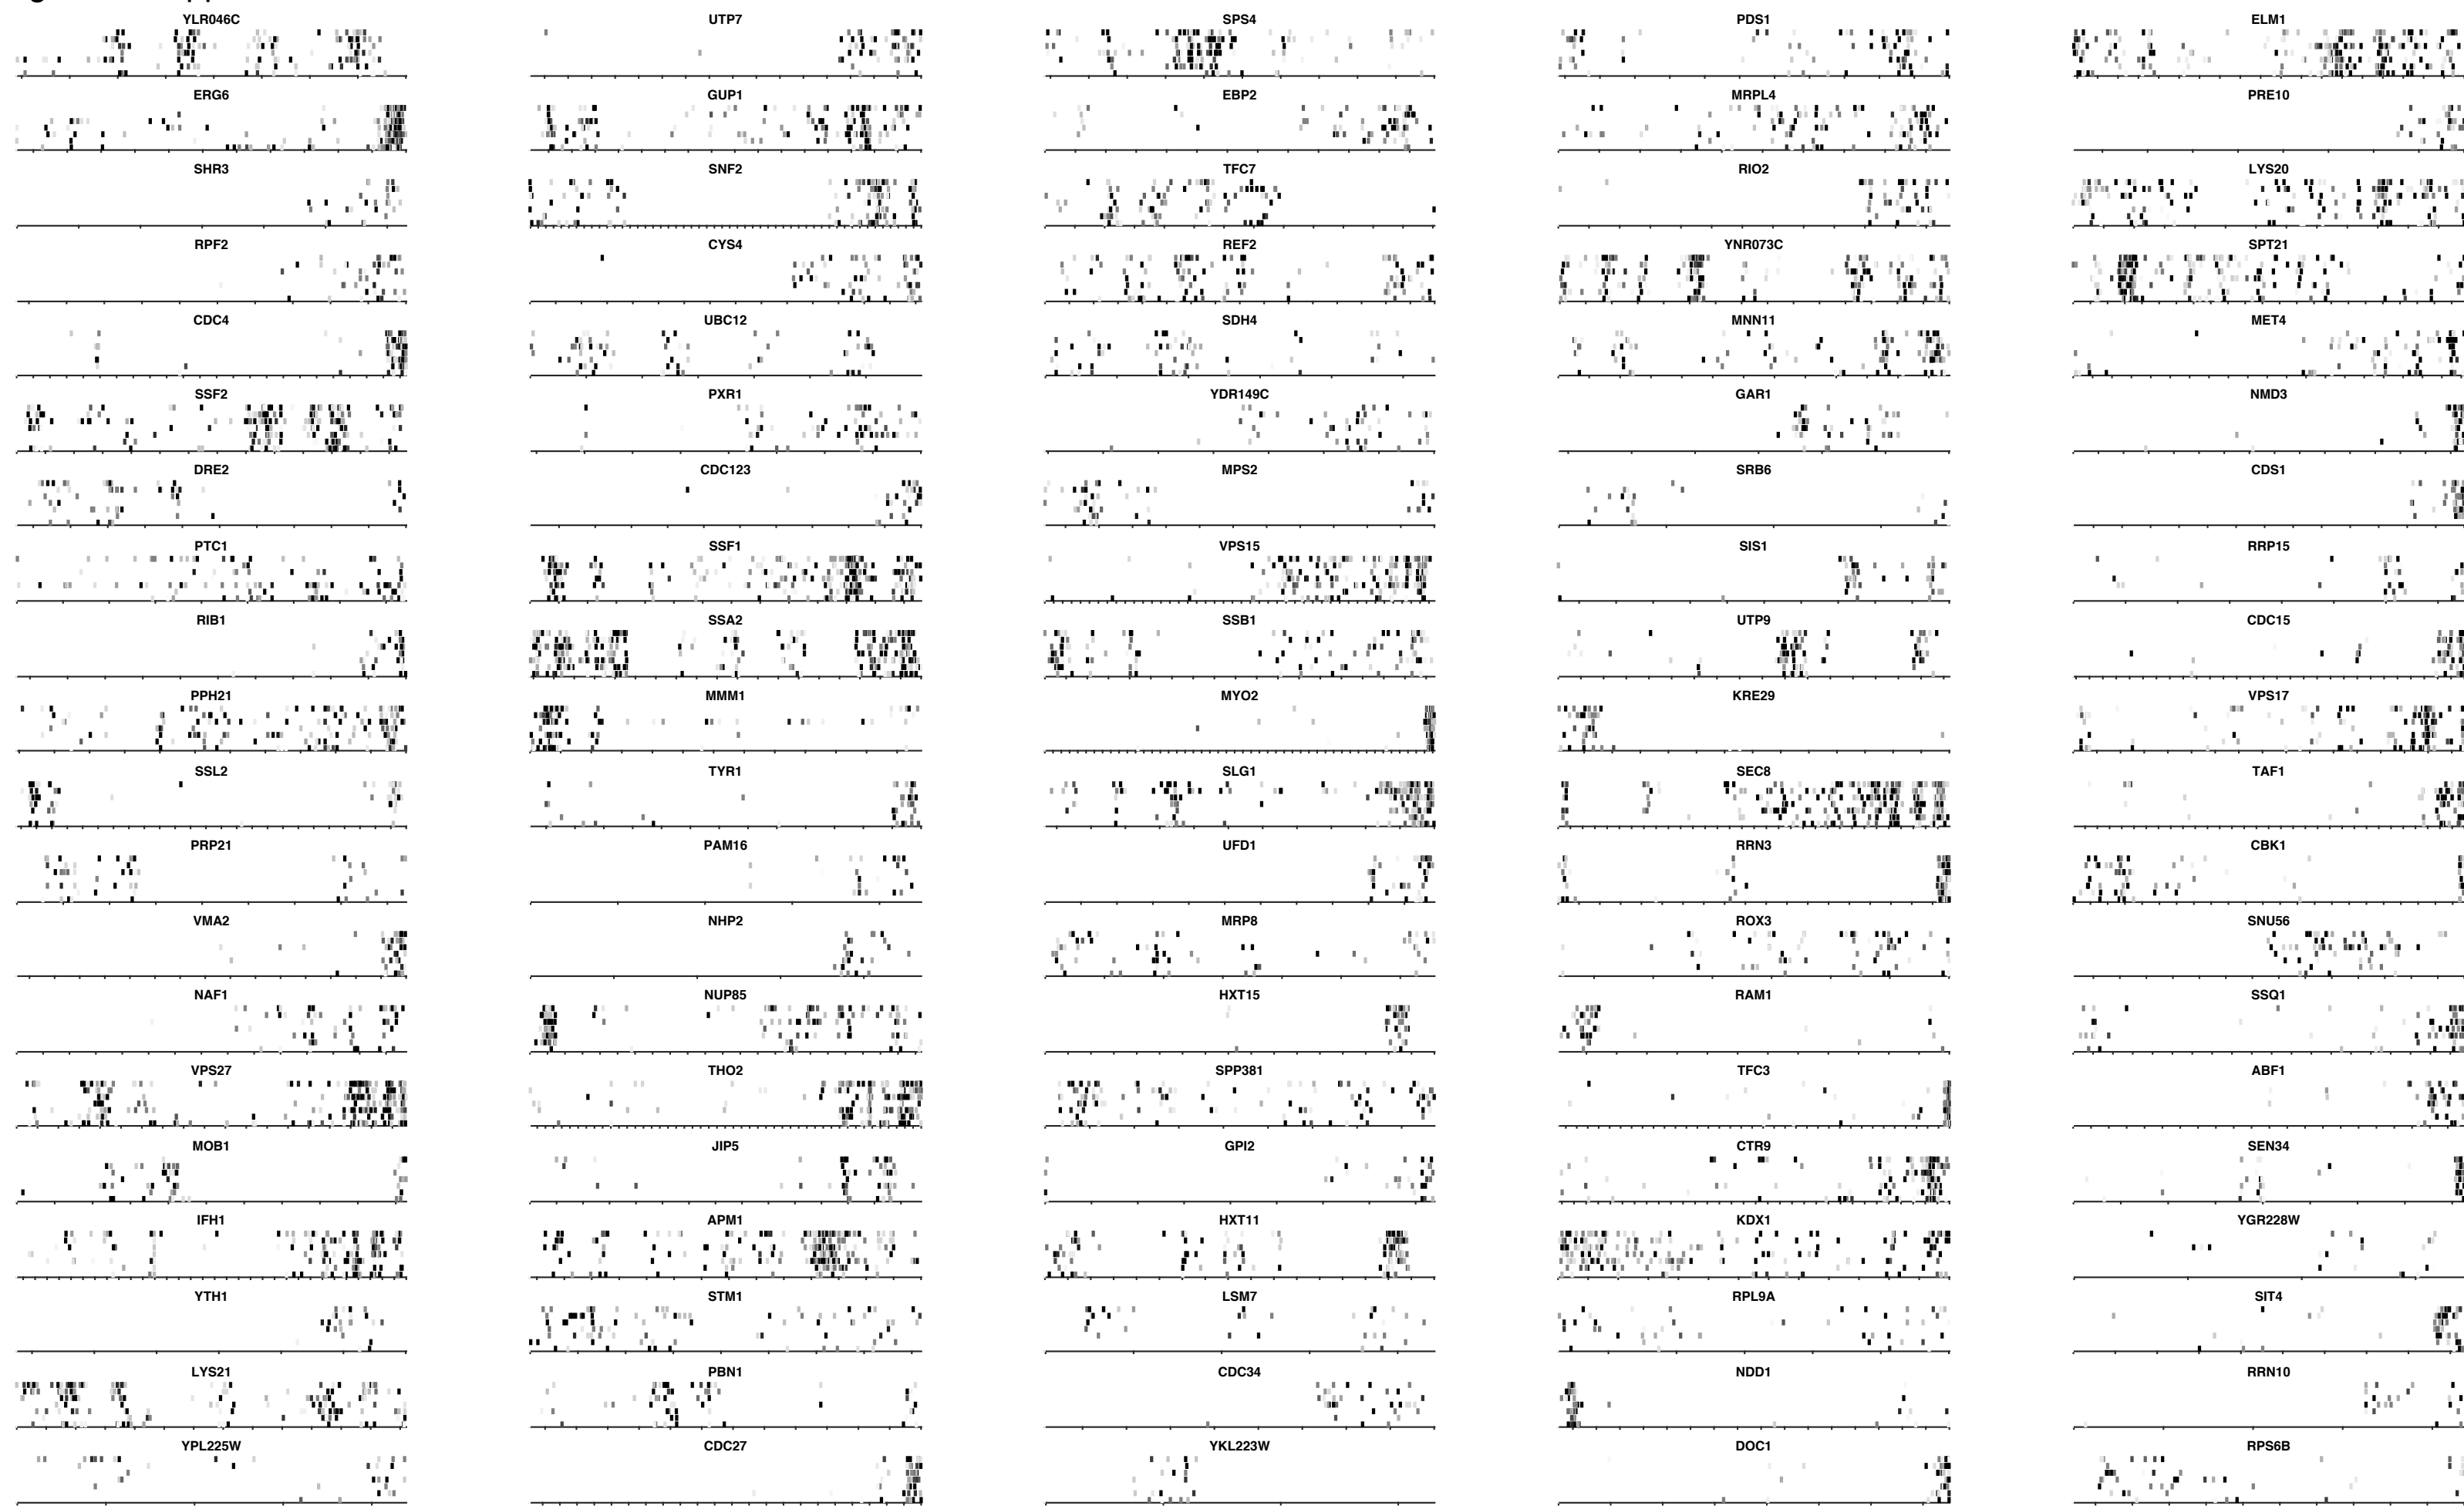 YLR046C UTP7 SPS4 PDS1 ELM1
ERG6 GUP1 EBP2 MRPL4 PRE10
SHR3 SNF2 TFC7 RIO2 LYS20
RPF2 CYS4 REF2 YNR073C SPT21
CDC4 UBC12 SDH4 MNN11 MET4
SSF2 PXR1 YDR149C GAR1 NMD3
DRE2 CDC123 MPS2 SRB6 CDS1
PTC1 SSF1 VPS15 SIS1 RRP15
RIB1 SSA2 SSB1 UTP9 CDC15
PPH21 MMM1 MYO2 KRE29 VPS17
SSL2 TYR1 SLG1 SEC8 TAF1
PRP21 PAM16 UFD1 RRN3 CBK1
VMA2 NHP2 MRP8 ROX3 SNU56
NAF1 NUP85 HXT15 RAM1 SSQ1
VPS27 THO2 SPP381 TFC3 ABF1
MOB1 JIP5 GPI2 CTR9 SEN34
IFH1 APM1 HXT11 KDX1 YGR228W
YTH1 STM1 LSM7 RPL9A SIT4
LYS21 PBN1 CDC34 NDD1 RRN10
YPL225W CDC27 YKL223W DOC1 RPS6B